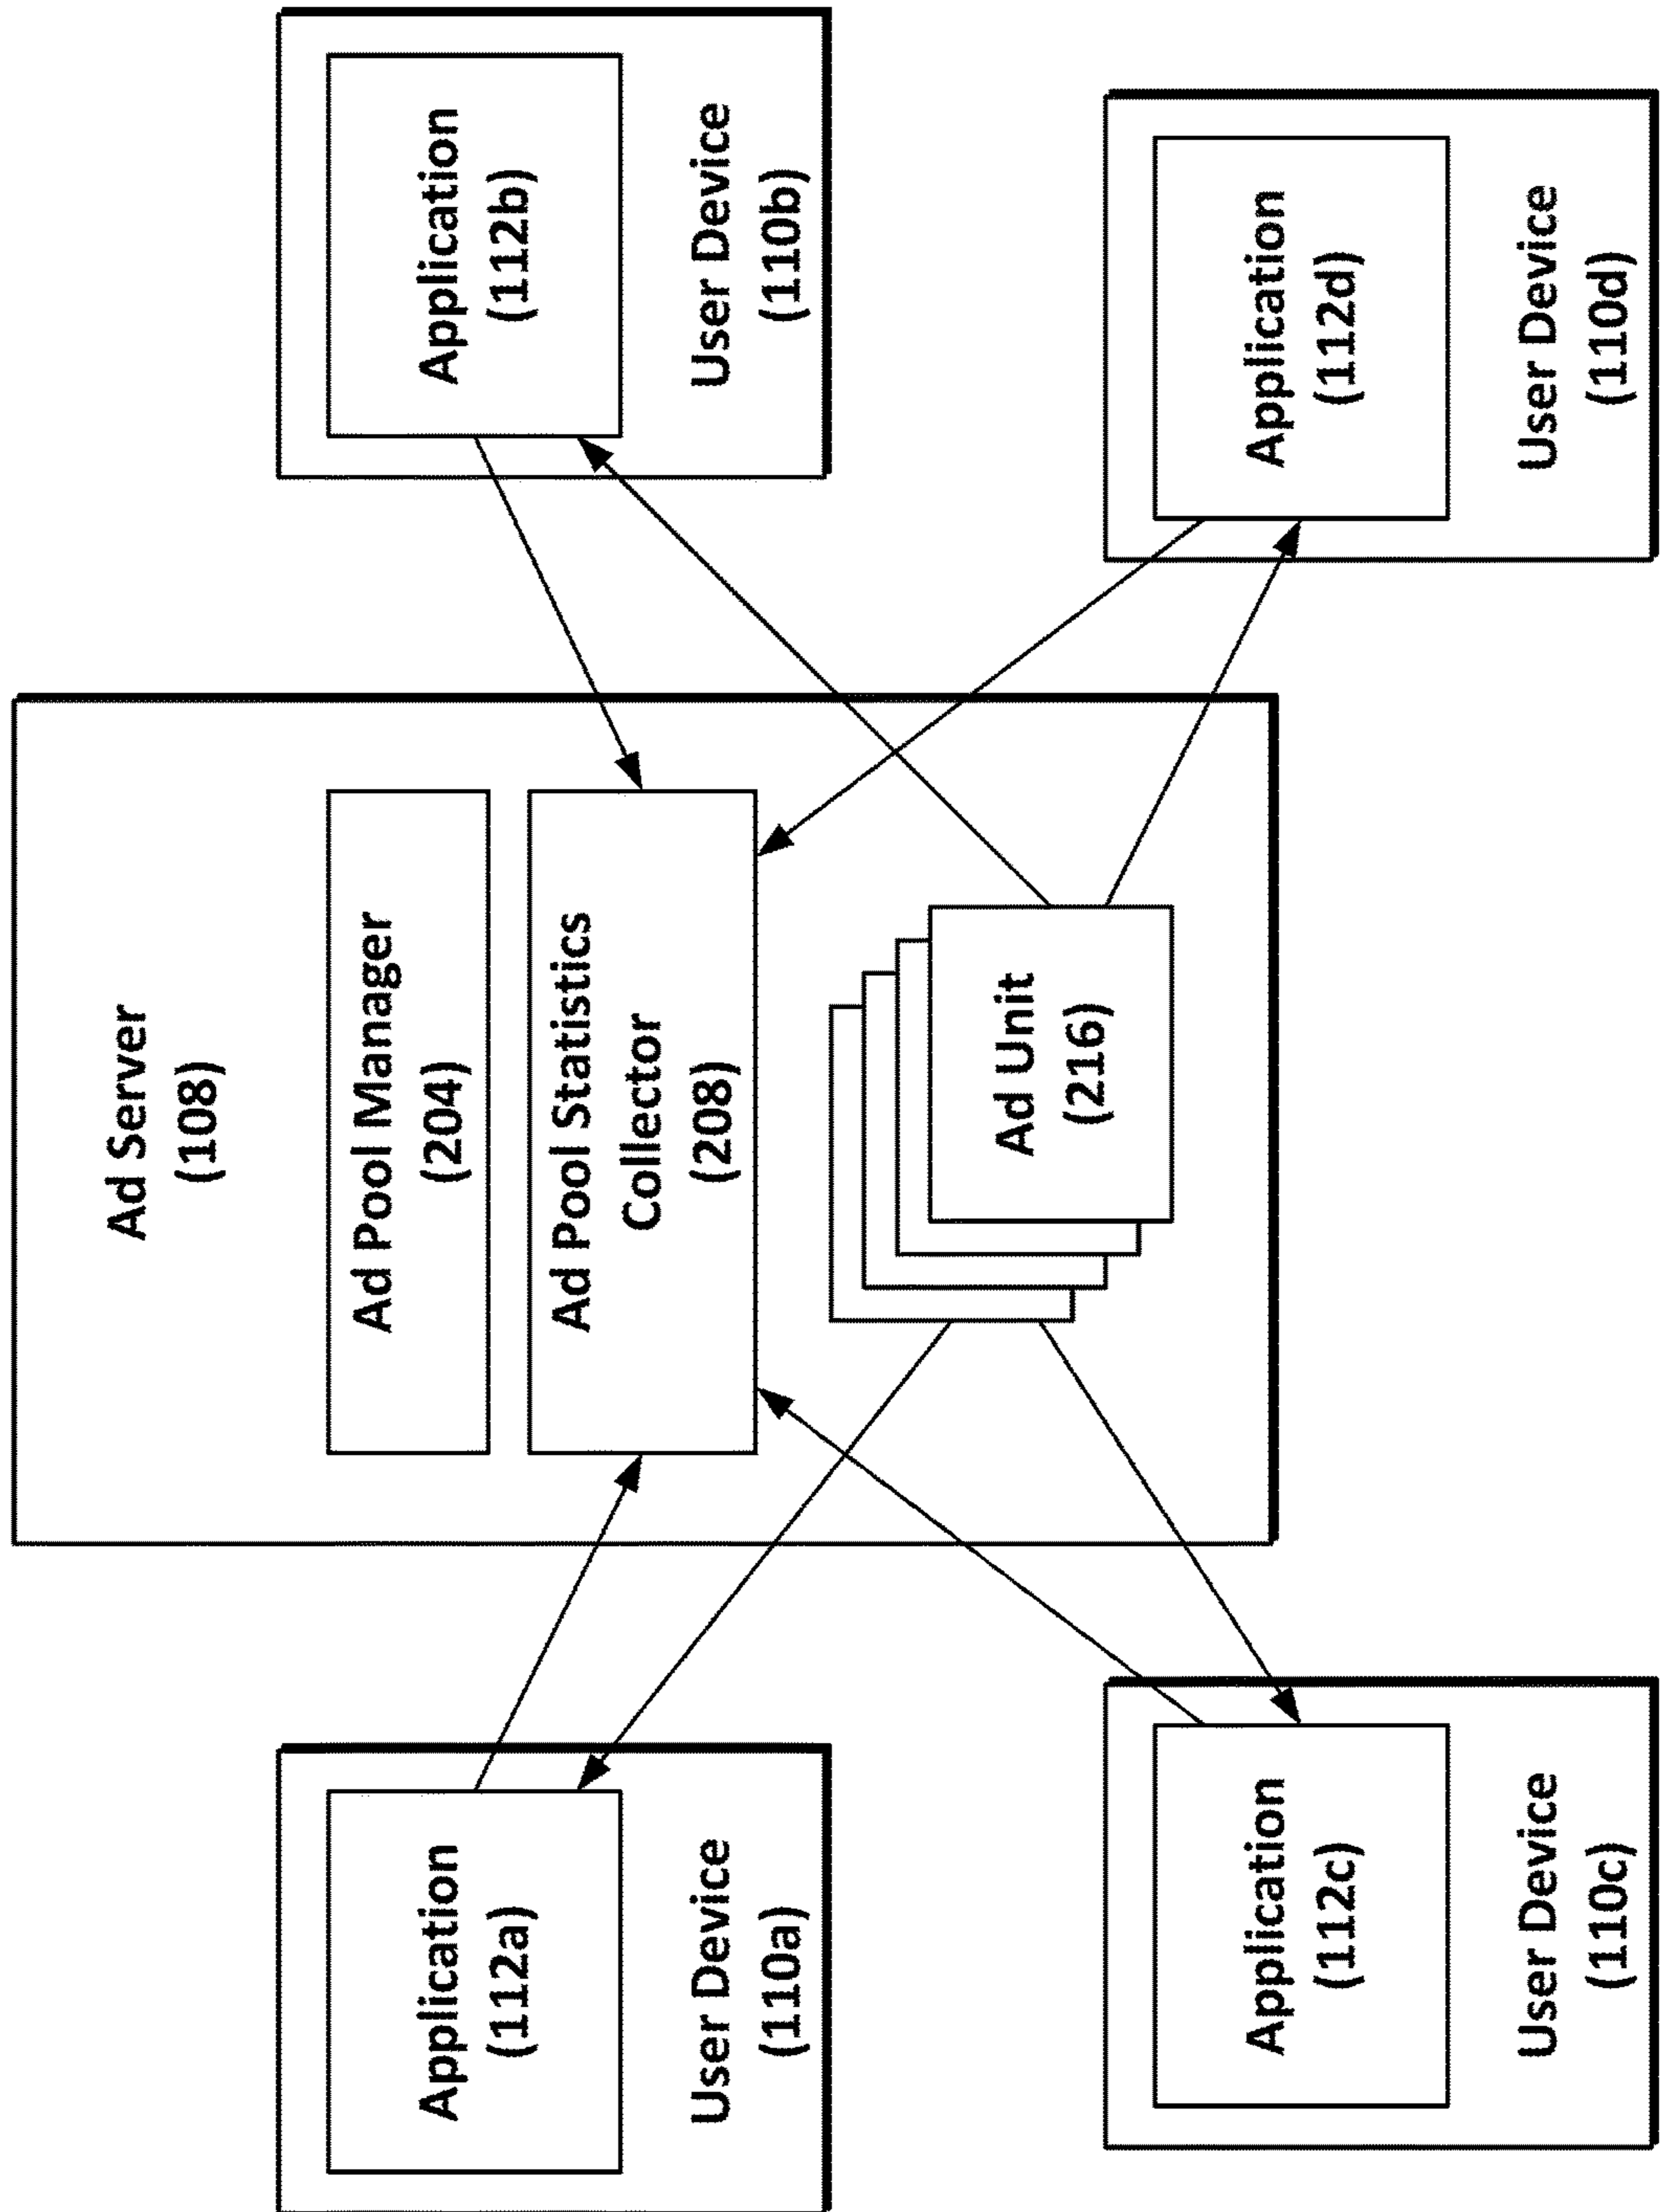 Ad Server
(108)
Ad Pool Manager
(204)
Ad Pool Statistics
Collector
(208)
Ad Unit
(216)
Application
(112a)
User Device
(110a)
Application
(112b)
User Device
(110b)
Application
(112c)
User Device
(110c)
Application
(112d)
User Device
(110d)